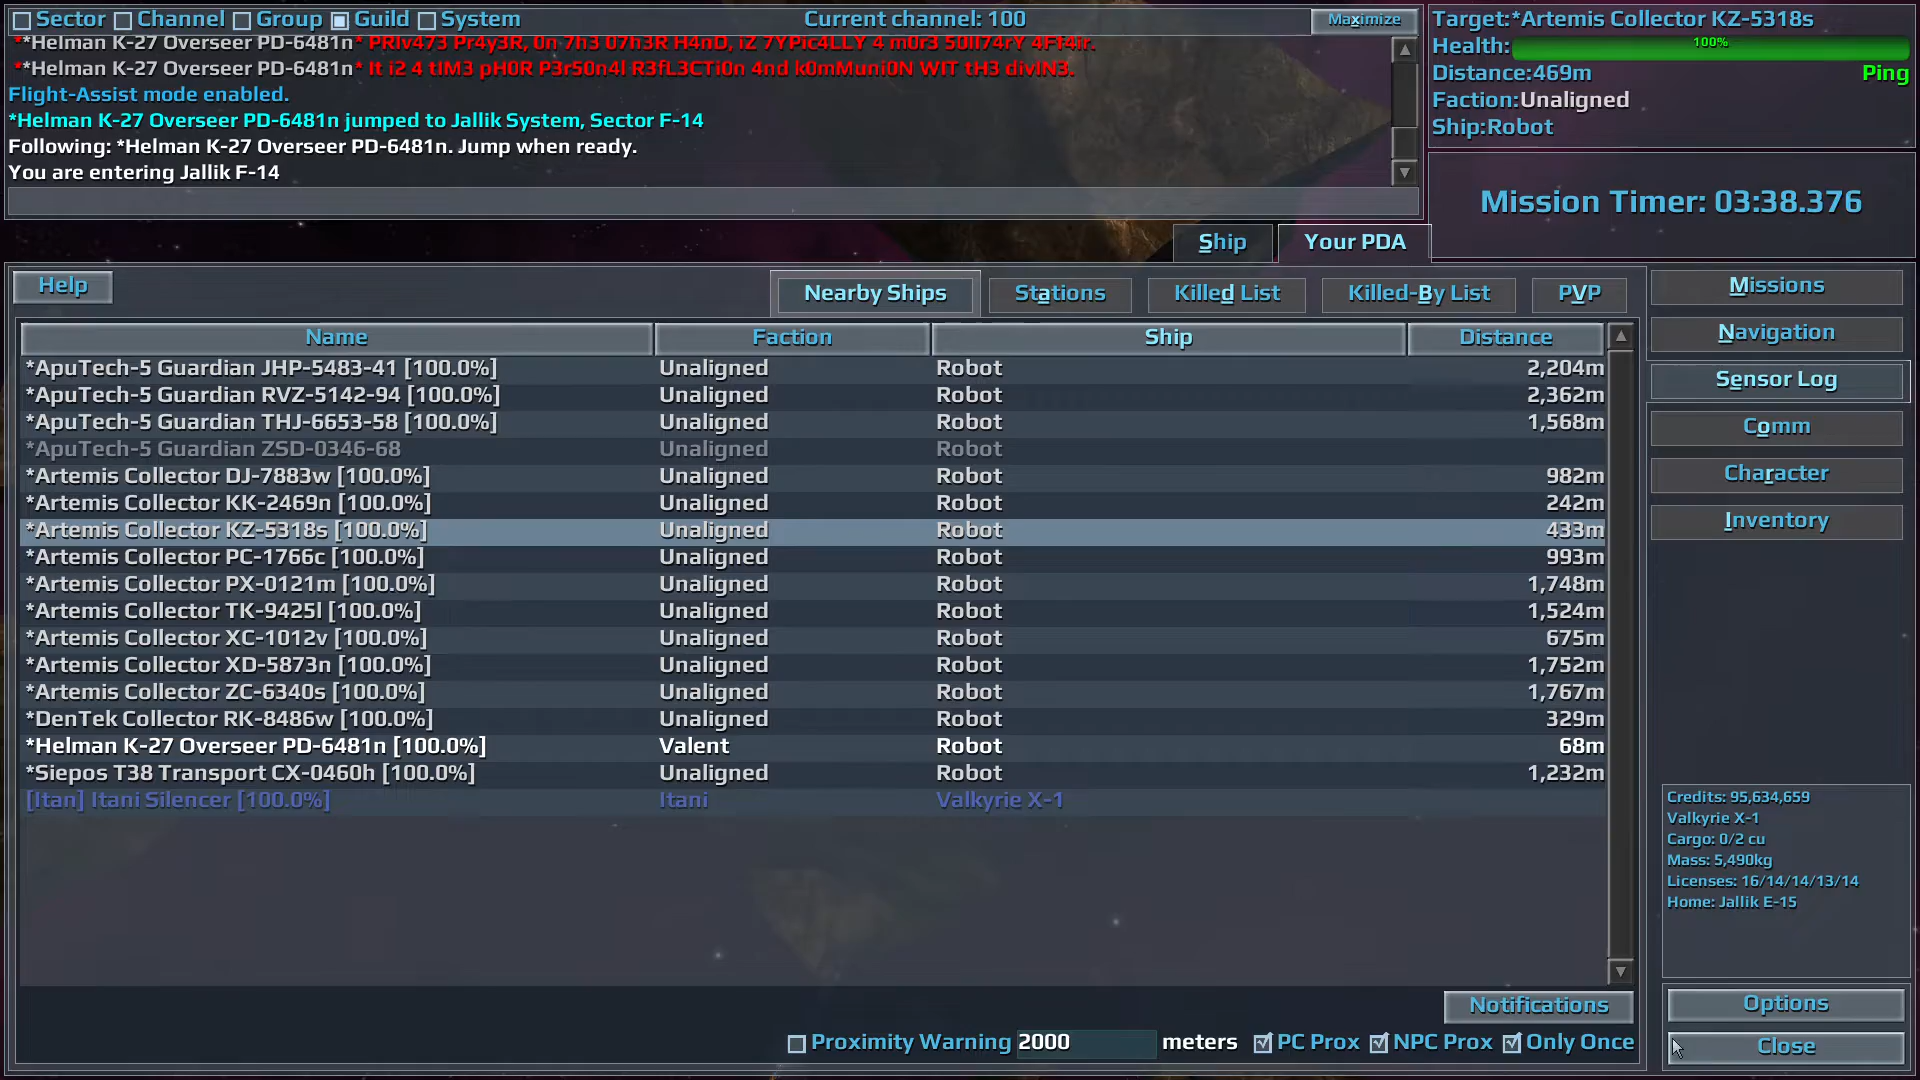 Sector Channel Group Guild System Current channel: 100 Maximize
**Helman K-27 Overseer PD-6481n* PRIv473 Pr4y3R, 0n 7h3 07h3R H4nD, iZ 7YPic4LLY 4 m0r3 50lI74rY 4Ff4ir.
**Helman K-27 Overseer PD-6481n* It i2 4 tIM3 pH0R P3r50n4l R3fL3CTi0n 4nd k0mMuni0N WIT tH3 divIN3.
Flight-Assist mode enabled.
*Helman K-27 Overseer PD-6481n jumped to Jallik System, Sector F-14
Following: *Helman K-27 Overseer PD-6481n. Jump when ready.
You are entering Jallik F-14
Target:*Artemis Collector KZ-5318s
Health: 100%
Distance:469m Ping
Faction:Unaligned
Ship:Robot
Mission Timer: 03:38.376
Ship Your PDA
Help Nearby Ships Stations Killed List Killed-By List PVP
Name Faction Ship Distance
*ApuTech-5 Guardian JHP-5483-41 [100.0%] Unaligned Robot 2,204m
*ApuTech-5 Guardian RVZ-5142-94 [100.0%] Unaligned Robot 2,362m
*ApuTech-5 Guardian THJ-6653-58 [100.0%] Unaligned Robot 1,568m
*ApuTech-5 Guardian ZSD-0346-68 Unaligned Robot
*Artemis Collector DJ-7883w [100.0%] Unaligned Robot 982m
*Artemis Collector KK-2469n [100.0%] Unaligned Robot 242m
*Artemis Collector KZ-5318s [100.0%] Unaligned Robot 433m
*Artemis Collector PC-1766c [100.0%] Unaligned Robot 993m
*Artemis Collector PX-0121m [100.0%] Unaligned Robot 1,748m
*Artemis Collector TK-9425l [100.0%] Unaligned Robot 1,524m
*Artemis Collector XC-1012v [100.0%] Unaligned Robot 675m
*Artemis Collector XD-5873n [100.0%] Unaligned Robot 1,752m
*Artemis Collector ZC-6340s [100.0%] Unaligned Robot 1,767m
*DenTek Collector RK-8486w [100.0%] Unaligned Robot 329m
*Helman K-27 Overseer PD-6481n [100.0%] Valent Robot 68m
*Siepos T38 Transport CX-0460h [100.0%] Unaligned Robot 1,232m
[Itan] Itani Silencer [100.0%] Itani Valkyrie X-1
Notifications
Proximity Warning 2000 meters PC Prox NPC Prox Only Once
Missions
Navigation
Sensor Log
Comm
Character
Inventory
Credits: 95,634,659
Valkyrie X-1
Cargo: 0/2 cu
Mass: 5,490kg
Licenses: 16/14/14/13/14
Home: Jallik E-15
Options
Close